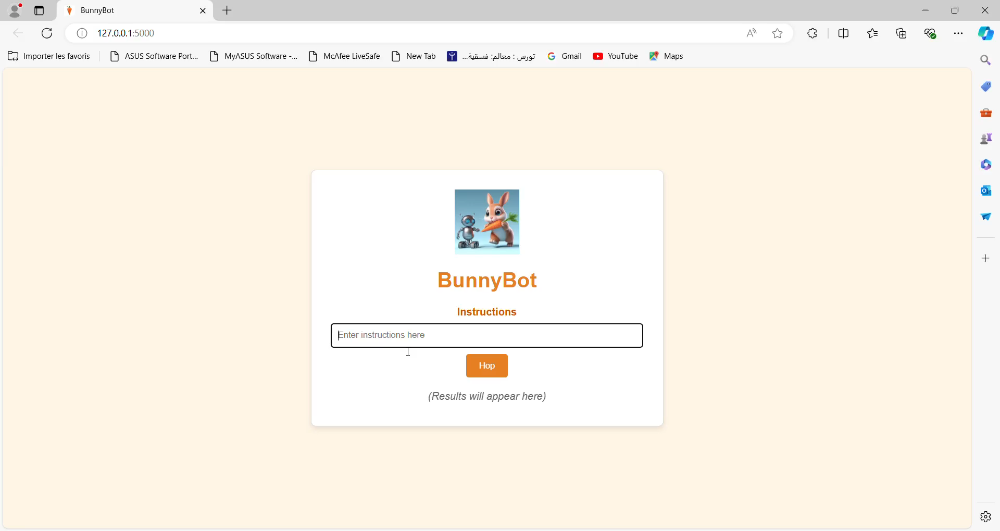 BunnyBot
127.0.0.1:5000
Importer les favoris
ASUS Software Port...
MyASUS Software -...
McAfee LiveSafe
New Tab
تورس : معالم: فسقية...
Gmail
YouTube
Maps
BunnyBot
Instructions
Enter instructions here
Hop
(Results will appear here)